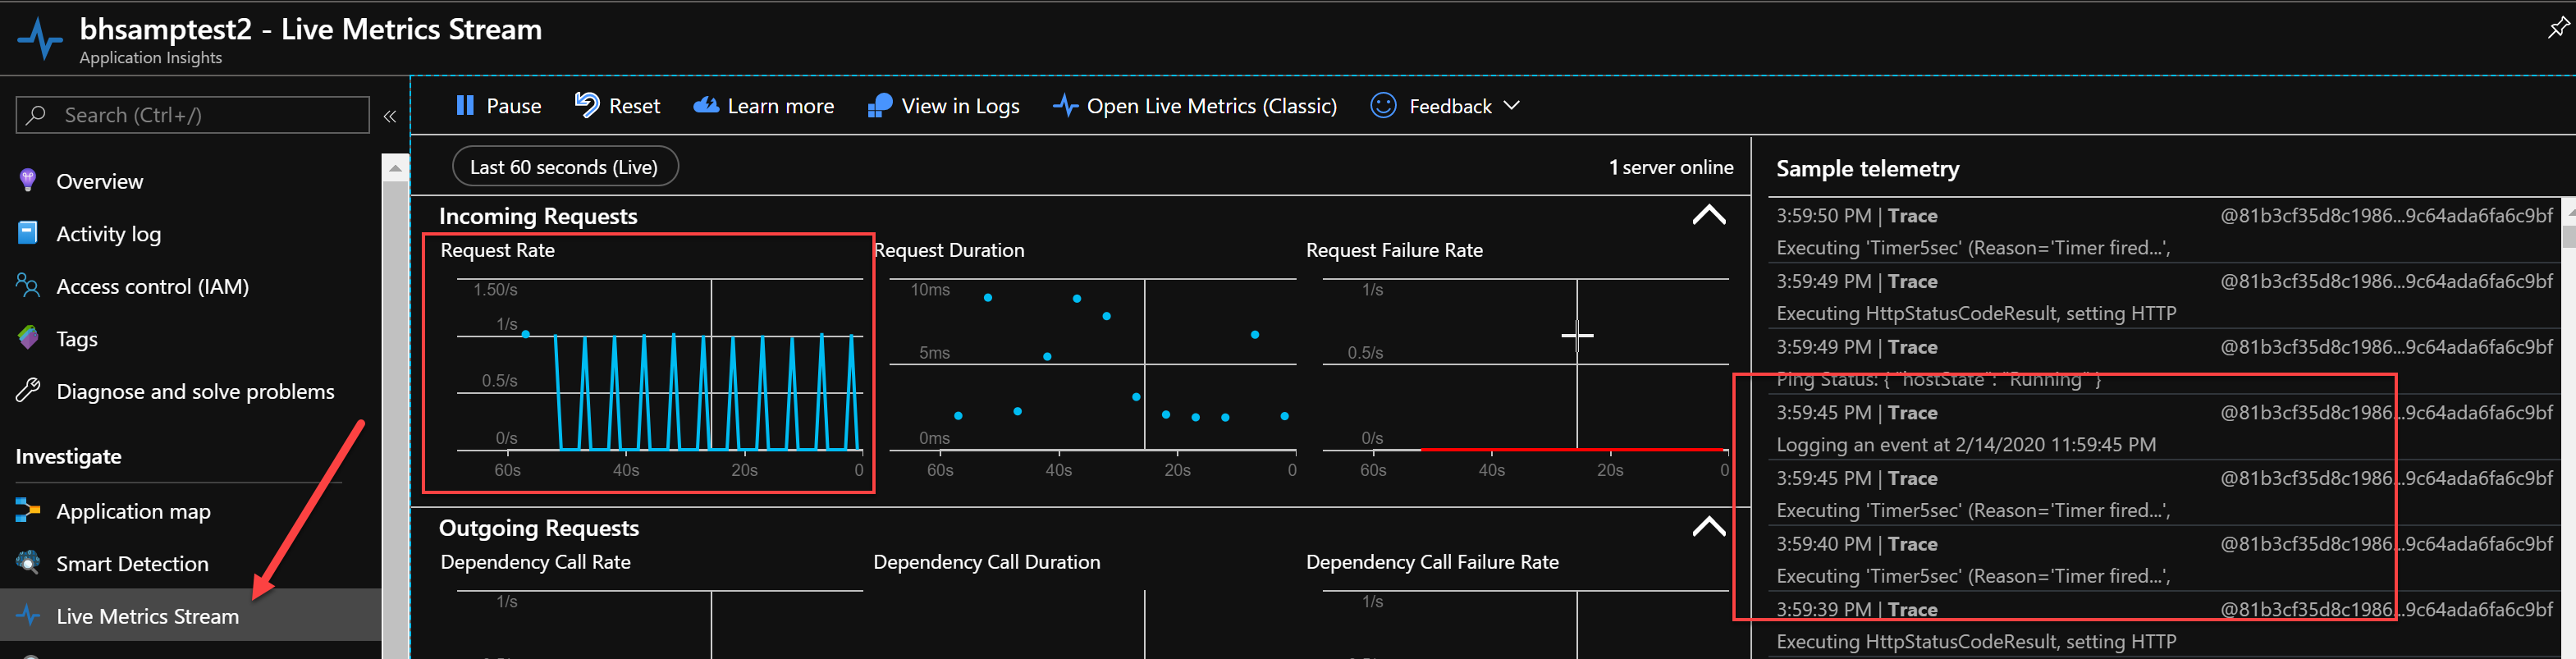 bhsamptest2 - Live Metrics Stream
Application Insights
Search (Ctrl+/)
«
Overview
Activity log
Access control (IAM)
Tags
Diagnose and solve problems
Investigate
Application map
Smart Detection
Live Metrics Stream
Pause
Reset
Learn more
View in Logs
Open Live Metrics (Classic)
Feedback
Last 60 seconds (Live)
1 server online
Incoming Requests
Request Rate
1.50/s
1/s
0.5/s
0/s
60s 40s 20s 0
Request Duration
10ms
5ms
0ms
60s 40s 20s 0
Request Failure Rate
1/s
0.5/s
0/s
60s 40s 20s 0
Outgoing Requests
Dependency Call Rate
1/s
Dependency Call Duration
Dependency Call Failure Rate
1/s
Sample telemetry
3:59:50 PM | Trace @81b3cf35d8c1986...9c64ada6fa6c9bf
Executing 'Timer5sec' (Reason='Timer fired...',
3:59:49 PM | Trace @81b3cf35d8c1986...9c64ada6fa6c9bf
Executing HttpStatusCodeResult, setting HTTP
3:59:49 PM | Trace @81b3cf35d8c1986...9c64ada6fa6c9bf
Ping Status: { "hostState": "Running" }
3:59:45 PM | Trace @81b3cf35d8c1986...9c64ada6fa6c9bf
Logging an event at 2/14/2020 11:59:45 PM
3:59:45 PM | Trace @81b3cf35d8c1986...9c64ada6fa6c9bf
Executing 'Timer5sec' (Reason='Timer fired...',
3:59:40 PM | Trace @81b3cf35d8c1986...9c64ada6fa6c9bf
Executing 'Timer5sec' (Reason='Timer fired...',
3:59:39 PM | Trace @81b3cf35d8c1986...9c64ada6fa6c9bf
Executing HttpStatusCodeResult, setting HTTP